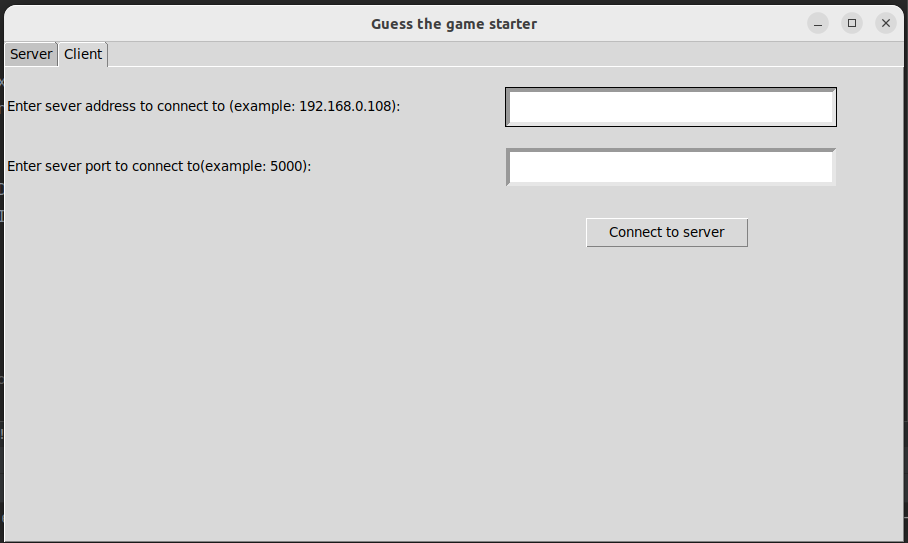 Guess the game starter
Server Client
Enter sever address to connect to (example: 192.168.0.108):
Enter sever port to connect to(example: 5000):
Connect to server